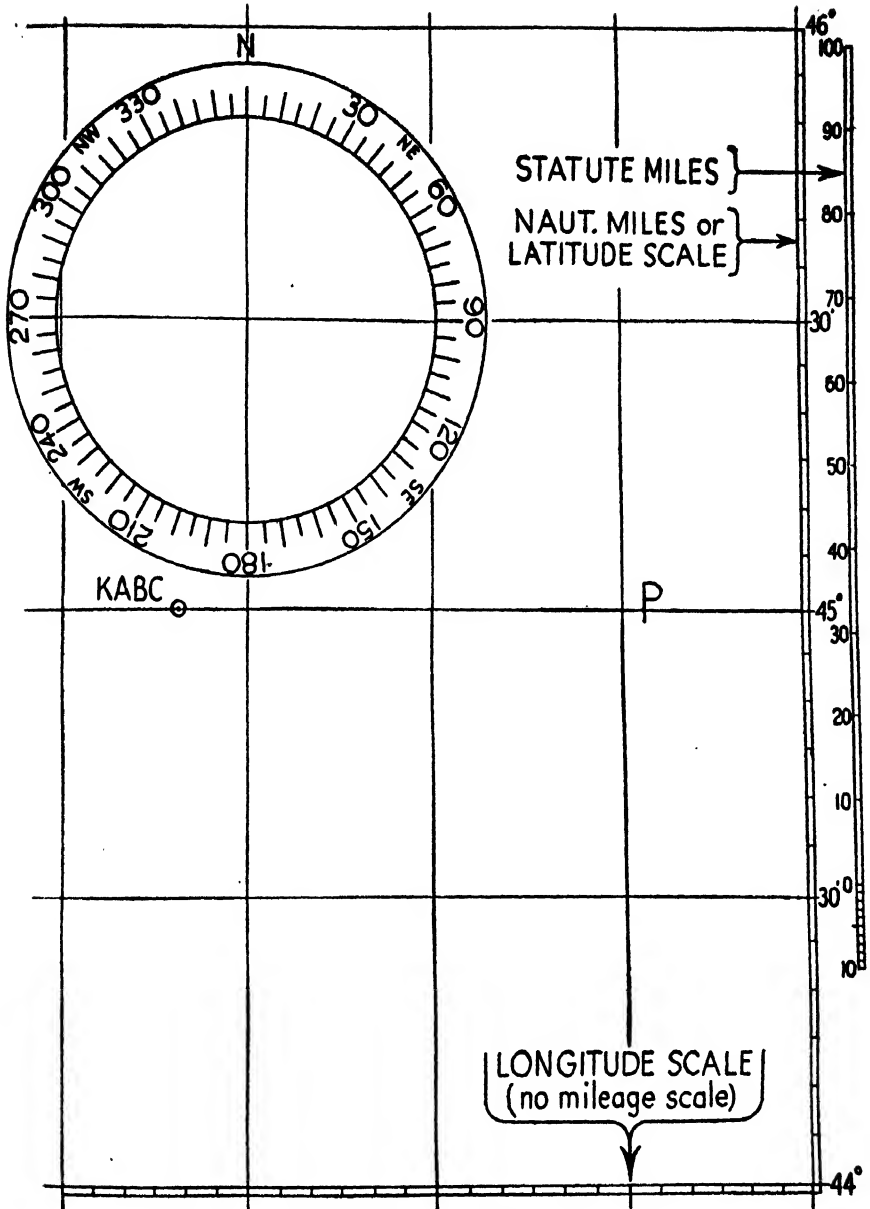 46°
100
N
330
30
NW
NE
90
300
60
STATUTE MILES
80
NAUT. MILES or
LATITUDE SCALE
270
90
70
30'
60
240
120
50
SW
SE
210
150
180
40
KABC
P
45°
30
20
10
30'
0
10
LONGITUDE SCALE
(no mileage scale)
44°